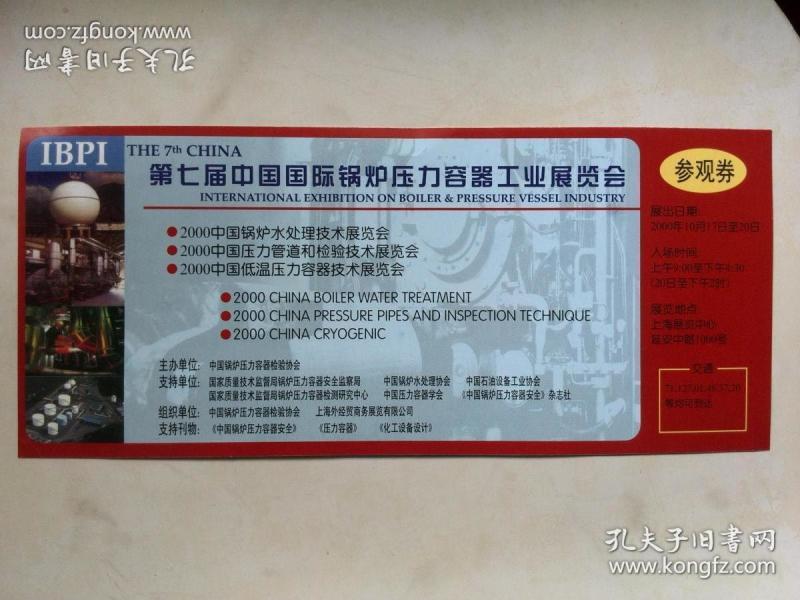 www.kongfz.com
孔夫子旧书网
IBPI
THE 7th CHINA
第七届中国国际锅炉压力容器工业展览会
INTERNATIONAL EXHIBITION ON BOILER & PRESSURE VESSEL INDUSTRY
●2000中国锅炉水处理技术展览会
●2000中国压力管道和检验技术展览会
●2000中国低温压力容器技术展览会
●2000 CHINA BOILER WATER TREATMENT
●2000 CHINA PRESSURE PIPES AND INSPECTION TECHNIQUE
●2000 CHINA CRYOGENIC
主办单位: 中国锅炉压力容器检验协会
支持单位: 国家质量技术监督局锅炉压力容器安全监察局 中国锅炉水处理协会 中国石油设备工业协会
国家质量技术监督局锅炉压力容器检测研究中心 中国压力容器学会 《中国锅炉压力容器安全》杂志社
组织单位: 中国锅炉压力容器检验协会 上海外经贸商务展览有限公司
支持刊物: 《中国锅炉压力容器安全》 《压力容器》 《化工设备设计》
参观券
展出日期:
2000年10月17日至20日
入场时间:
上午9:00至下午4:30
(20日至下午2时)
展览地点:
上海展览中心
延安中路1000号
交通
71,127,01,48,37,20
等均可到达
孔夫子旧书网
www.kongfz.com